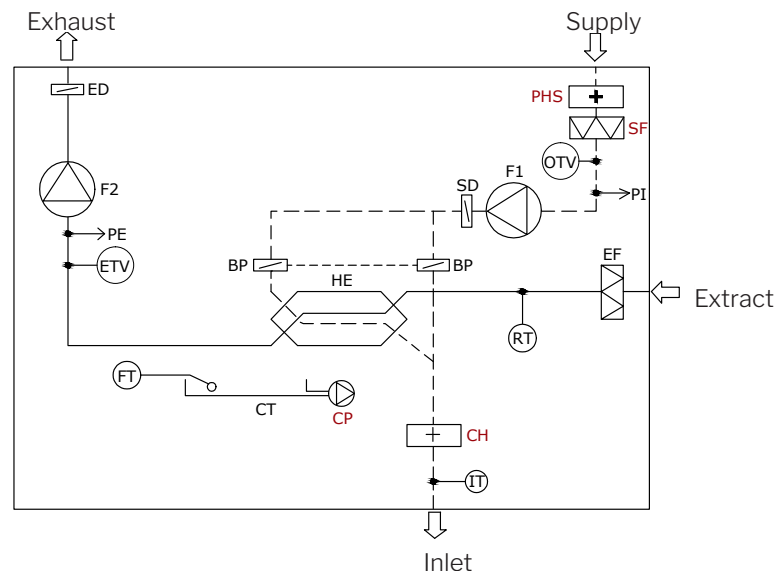 Exhaust
Supply
ED
PHS
SF
OTV
F1
SD
PI
F2
PE
ETV
BP
BP
HE
EF
Extract
RT
FT
CT
CP
CH
IT
Inlet